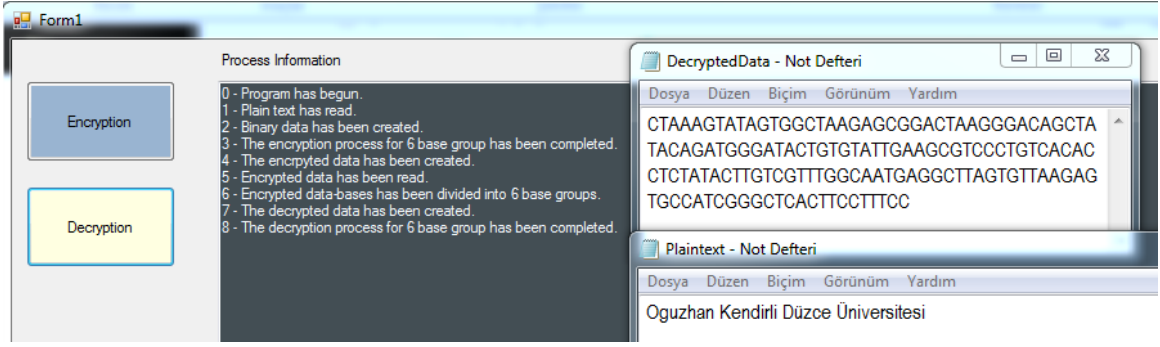 Form1
Process Information
Encryption
Decryption
0 - Program has begun.
1 - Plain text has read.
2 - Binary data has been created.
3 - The encryption process for 6 base group has been completed.
4 - The encrpyted data has been created.
5 - Encrypted data has been read.
6 - Encrypted data-bases has been divided into 6 base groups.
7 - The decrypted data has been created.
8 - The decryption process for 6 base group has been completed.
DecryptedData - Not Defteri
Dosya Düzen Biçim Görünüm Yardım
CTAAAGTATAGTGGCTAAGAGCGGACTAAGGGACAGCTA
TACAGATGGGATACTGTGTATTGAAGCGTCCCTGTCACAC
CTCTATACTTGTCGTTTGGCAATGAGGCTTAGTGTTAAGAG
TGCCATCGGGCTCACTTCCTTTCC
Plaintext - Not Defteri
Dosya Düzen Biçim Görünüm Yardım
Oguzhan Kendirli Düzce Üniversitesi